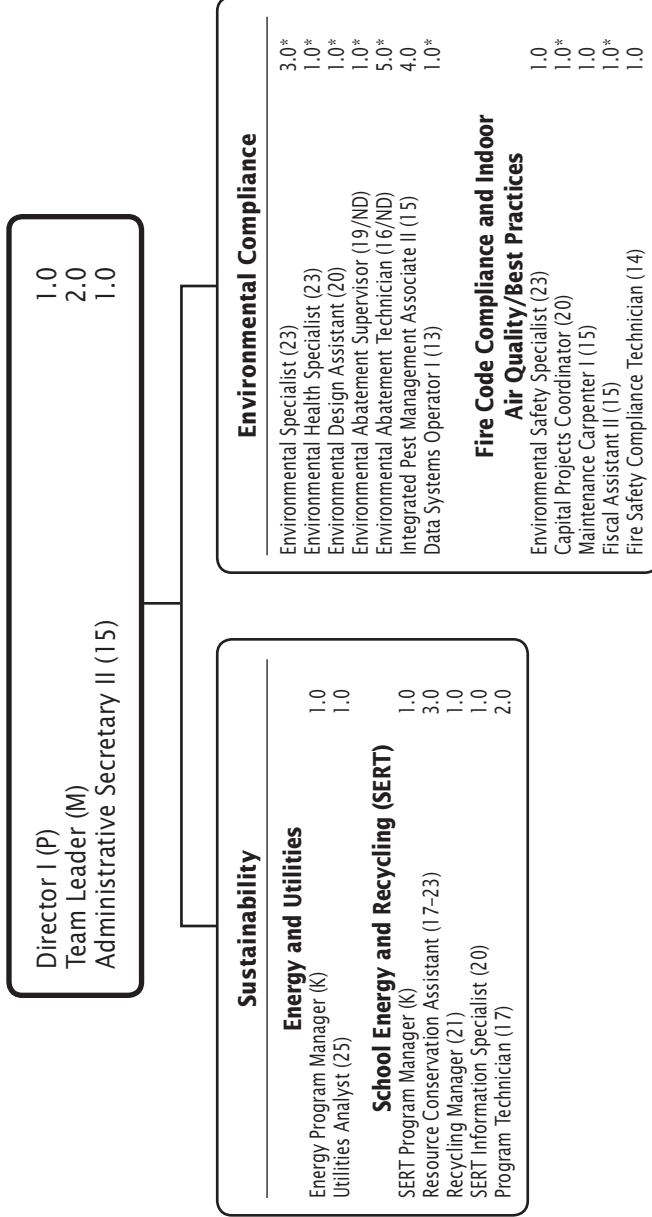 Director I (P) 1.0
Team Leader (M) 2.0
Administrative Secretary II (15) 1.0
Sustainability
Energy and Utilities
Energy Program Manager (K) 1.0
Utilities Analyst (25) 1.0
School Energy and Recycling (SERT)
SERT Program Manager (K) 1.0
Resource Conservation Assistant (17–23) 3.0
Recycling Manager (21) 1.0
SERT Information Specialist (20) 1.0
Program Technician (17) 2.0
Environmental Compliance
Environmental Specialist (23) 3.0*
Environmental Health Specialist (23) 1.0*
Environmental Design Assistant (20) 1.0*
Environmental Abatement Supervisor (19/ND) 1.0*
Environmental Abatement Technician (16/ND) 5.0*
Integrated Pest Management Associate II (15) 4.0
Data Systems Operator I (13) 1.0*
Fire Code Compliance and Indoor
Air Quality/Best Practices
Environmental Safety Specialist (23) 1.0
Capital Projects Coordinator (20) 1.0*
Maintenance Carpenter I (15) 1.0
Fiscal Assistant II (15) 1.0*
Fire Safety Compliance Technician (14) 1.0